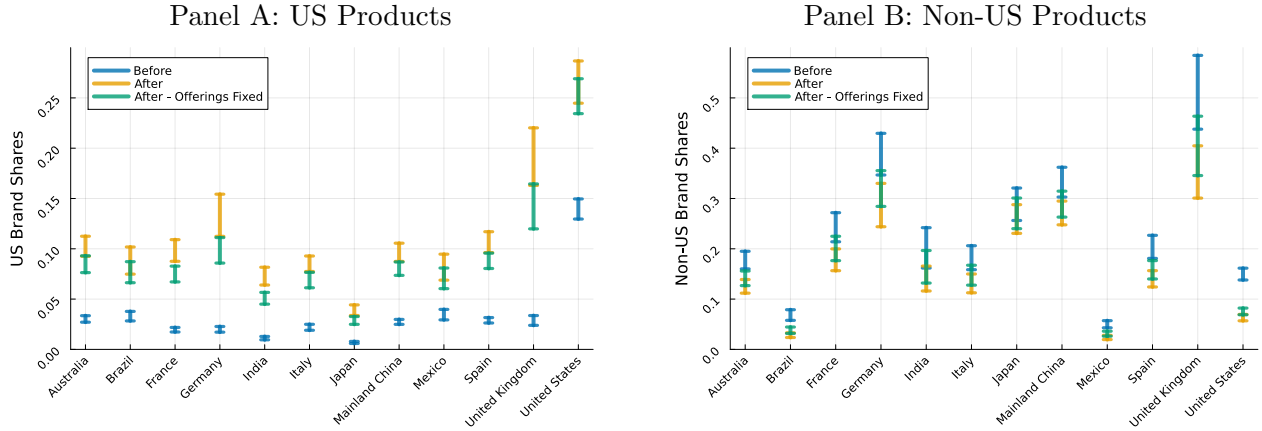 Panel A: US Products
US Brand Shares
0.25
0.20
0.15
0.10
0.05
0.00
Before
After
After - Offerings Fixed
Australia
Brazil
France
Germany
India
Italy
Japan
Mainland China
Mexico
Spain
United Kingdom
United States
Panel B: Non-US Products
Non-US Brand Shares
0.5
0.4
0.3
0.2
0.1
0.0
Before
After
After - Offerings Fixed
Australia
Brazil
France
Germany
India
Italy
Japan
Mainland China
Mexico
Spain
United Kingdom
United States